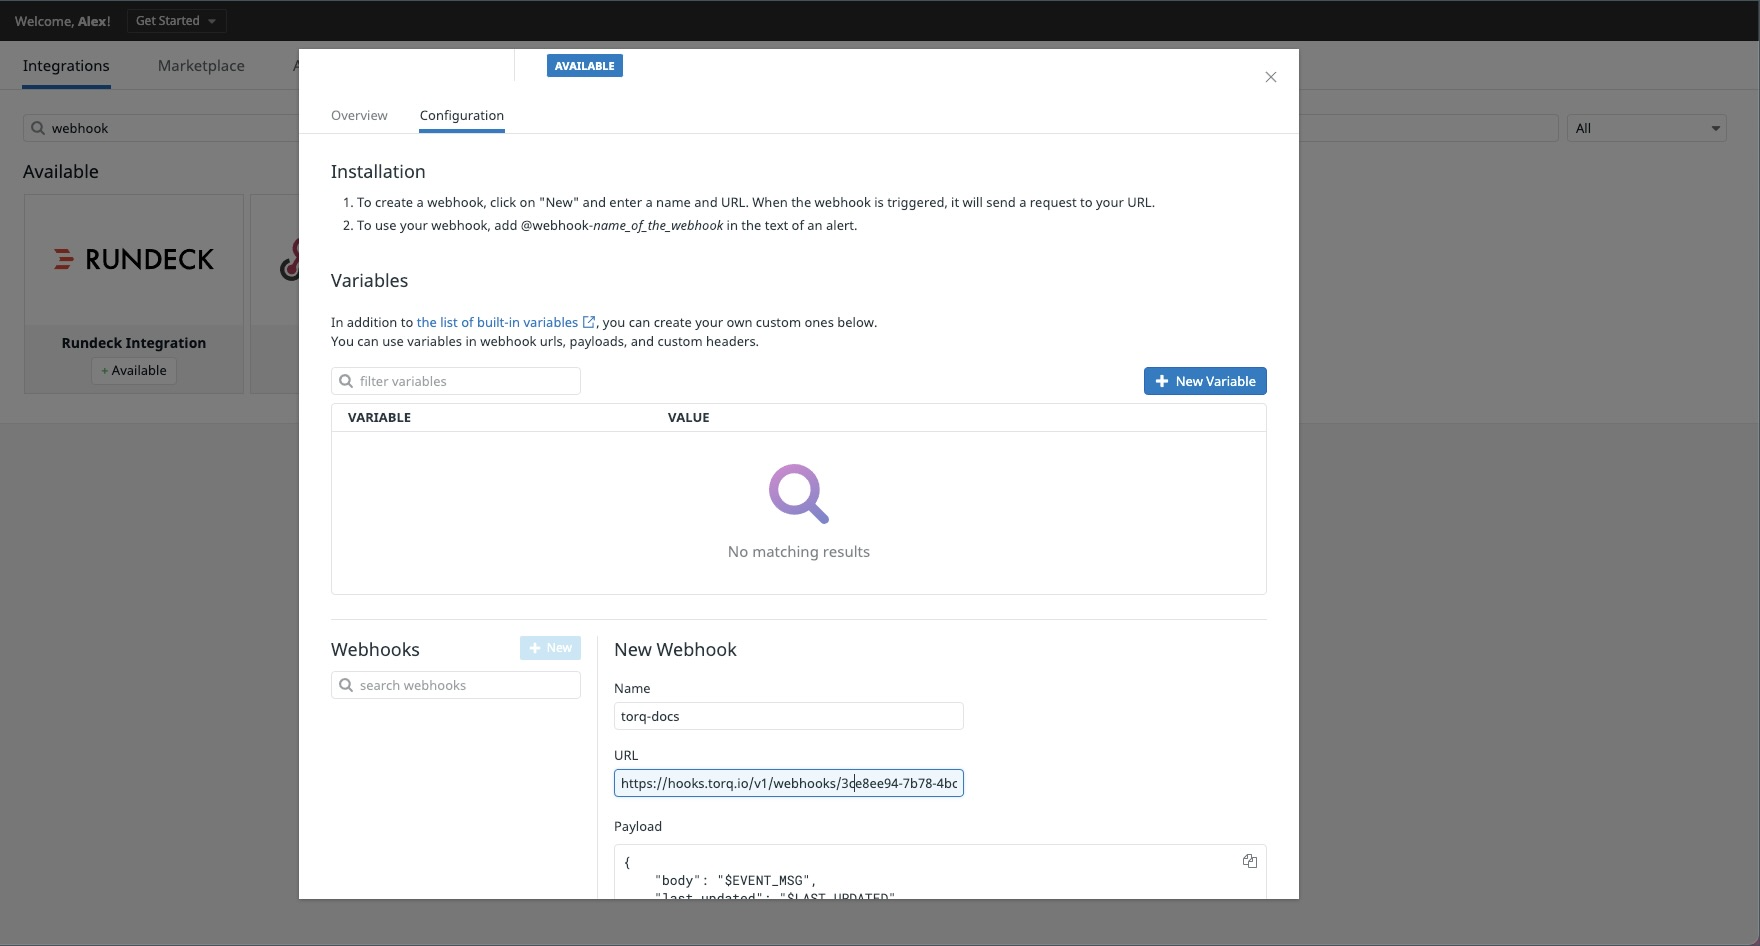 Welcome, Alex!
Get Started
Integrations
Marketplace
A
webhook
All
Available
RUNDECK
Rundeck Integration
+ Available
AVAILABLE
Overview
Configuration
Installation
1. To create a webhook, click on "New" and enter a name and URL. When the webhook is triggered, it will send a request to your URL.
2. To use your webhook, add @webhook-name_of_the_webhook in the text of an alert.
Variables
In addition to the list of built-in variables, you can create your own custom ones below.
You can use variables in webhook urls, payloads, and custom headers.
filter variables
New Variable
VARIABLE
VALUE
No matching results
Webhooks
New
search webhooks
New Webhook
Name
torq-docs
URL
https://hooks.torq.io/v1/webhooks/3ce8ee94-7b78-4bc
Payload
{
"body": "$EVENT_MSG",
"last_updated": "$LAST_UPDATED"